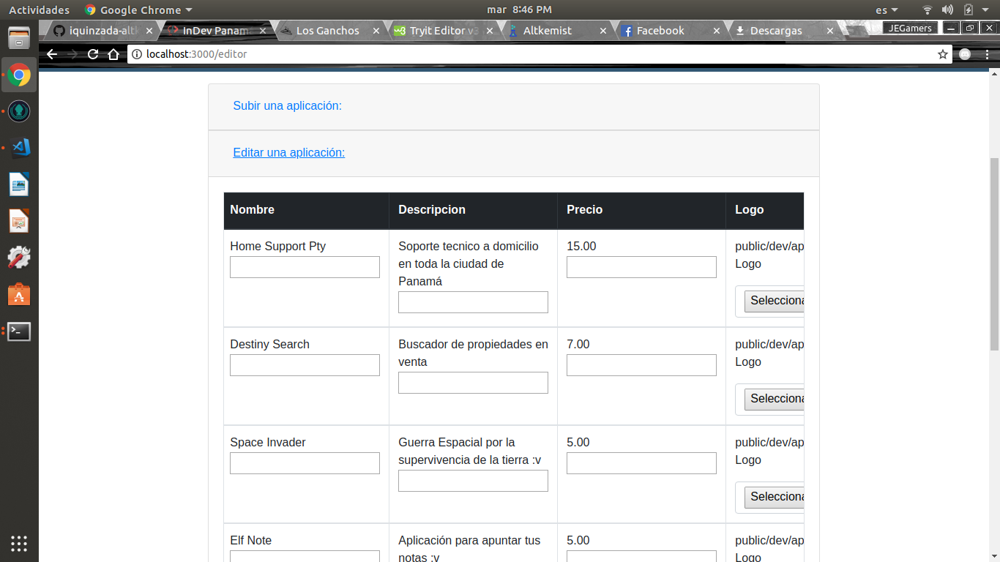 Actividades Google Chrome mar 8:46 PM es
iquinzada-altk InDev Panam Los Ganchos Tryit Editor v3 Altkemist Facebook Descargas JEGamers
localhost:3000/editor
Subir una aplicación:
Editar una aplicación:
Nombre Descripcion Precio Logo
Home Support Pty Soporte tecnico a domicilio 15.00 public/dev/ap
en toda la ciudad de Logo
Panamá
Selecciona
Destiny Search Buscador de propiedades en 7.00 public/dev/ap
venta Logo
Selecciona
Space Invader Guerra Espacial por la 5.00 public/dev/ap
supervivencia de la tierra :v Logo
Selecciona
Elf Note Aplicación para apuntar tus 5.00 public/dev/ap
notas :v Logo